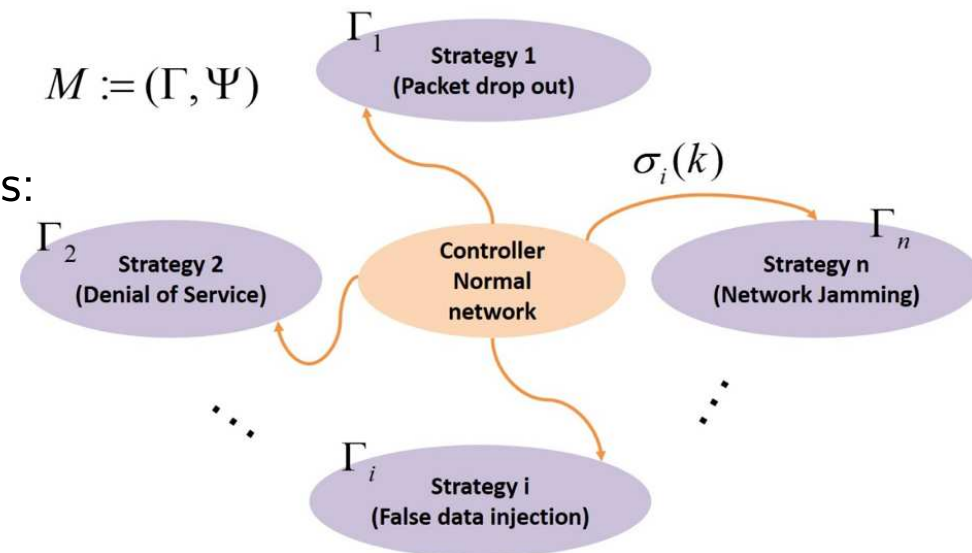 Γ₁
Strategy 1
(Packet drop out)
M := (Γ, Ψ)
σᵢ(k)
s:
Γ₂
Strategy 2
(Denial of Service)
Controller
Normal
network
Γₙ
Strategy n
(Network Jamming)
...
...
Γᵢ
Strategy i
(False data injection)